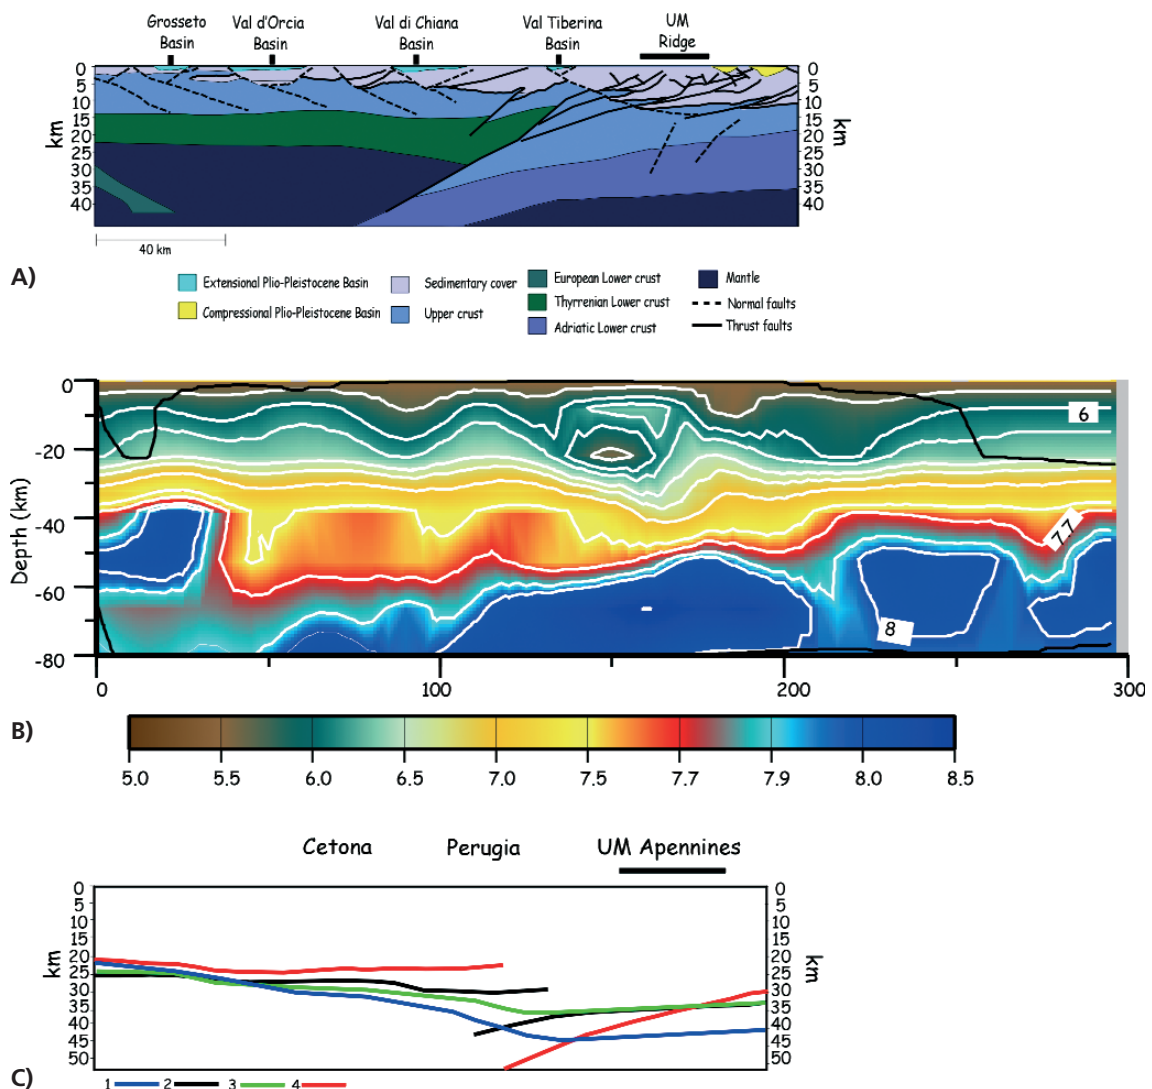 Grosseto Basin
Val d'Orcia Basin
Val di Chiana Basin
Val Tiberina Basin
UM Ridge
0 0
5 5
10 10
15 15
20 20
25 25
30 30
35 35
40 40
km km
40 km
A)
Extensional Plio-Pleistocene Basin
Compressional Plio-Pleistocene Basin
Sedimentary cover
Upper crust
European Lower crust
Thyrrenian Lower crust
Adriatic Lower crust
Mantle
Normal faults
Thrust faults
0
-20
-40
-60
-80
Depth (km)
6
7.7
8
0 100 200 300
B)
5.0 5.5 6.0 6.5 7.0 7.5 7.7 7.9 8.0 8.5
Cetona Perugia UM Apennines
0 0
5 5
10 10
15 15
20 20
25 25
30 30
35 35
40 40
45 45
50 50
km km
C)
1 2 3 4